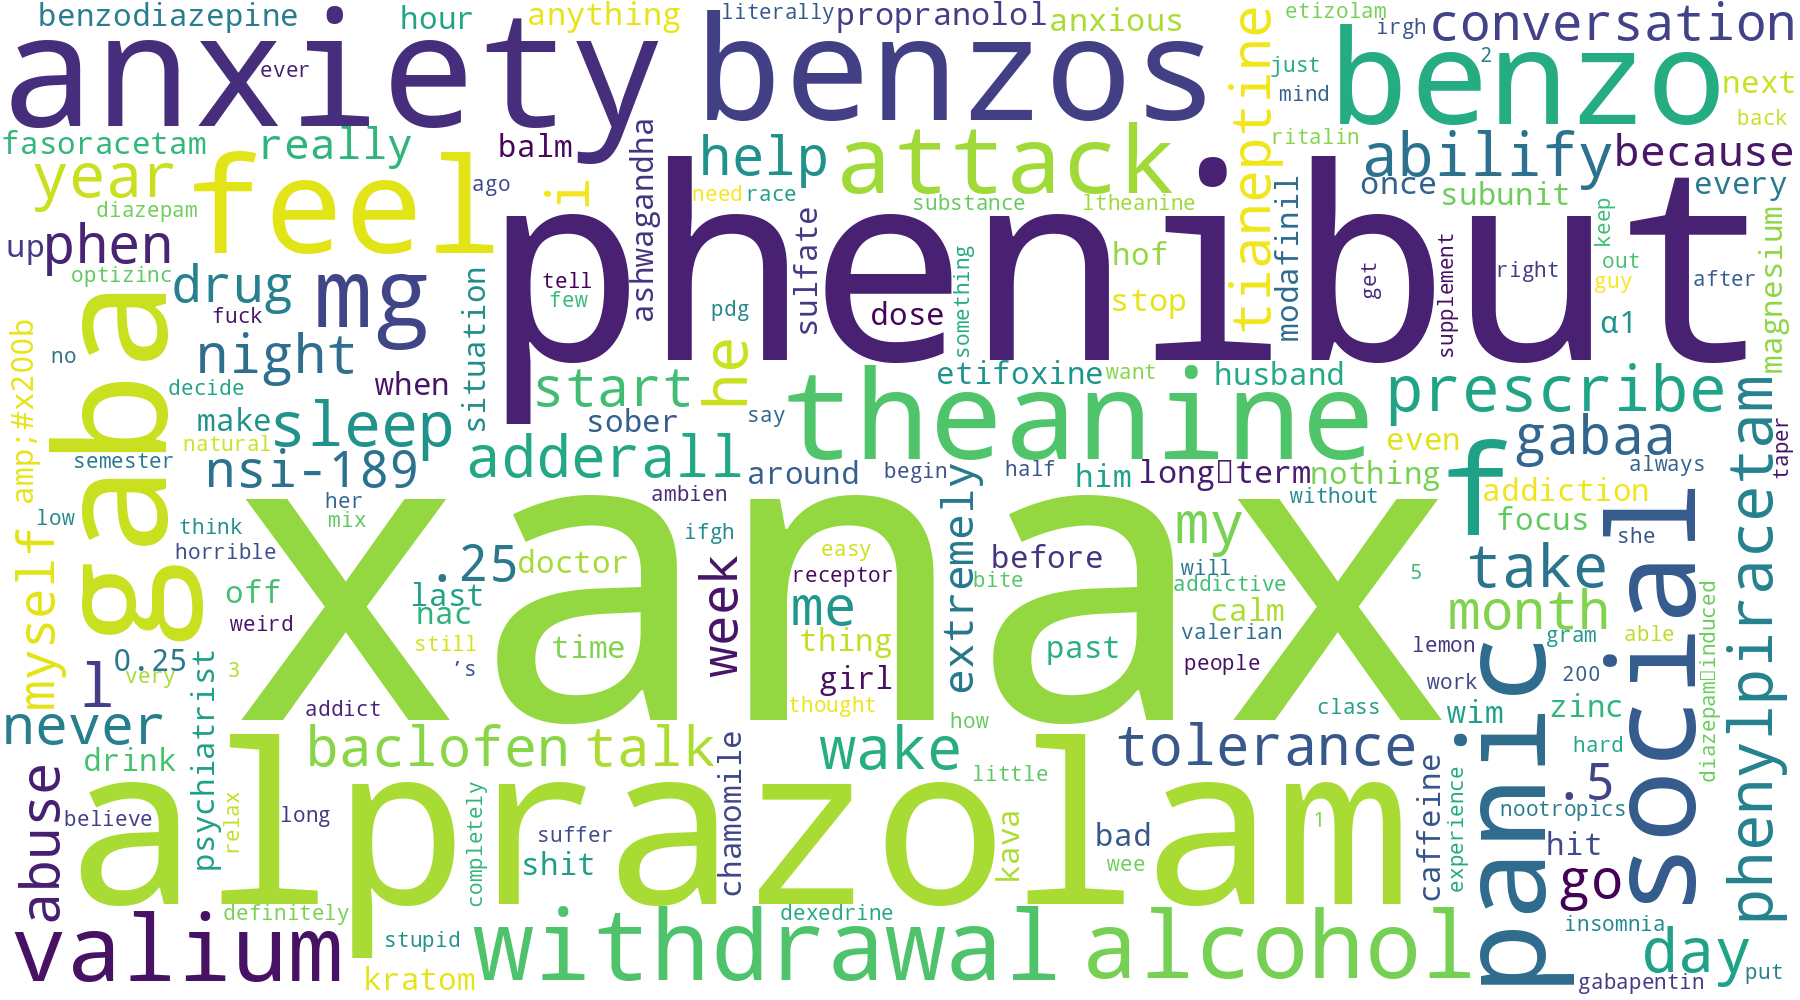 benzodiazepine
hour
anything
literally
propranolol
anxious
etizolam
irgh
conversation
anxiety
ever
benzos
benzo
2
just
mind
next
back
fasoracetam
really
balm
ashwagandha
help
attack
tianeptine
ritalin
abilify
because
year
feel
ago
i
need
race
substance
ltheanine
modafinil
once
subunit
every
diazepam
up
phen
phenibut
optizinc
drug
mg
situation
tell
few
pdg
sulfate
dose
something
hof
stop
get
supplement
right
keep
out
guy
after
α1
magnesium
fuck
no
night
when
he
gaba
amp;#x200b
decide
start
etifoxine
want
husband
prescribe
make
sleep
sober
say
theanine
even
gabaa
taper
natural
semester
nsi-189
adderall
around
begin
half
him
long term
nothing
f
always
phenylpiracetam
low
her
mix
ambien
without
addiction
focus
think
horrible
xanax
ifgh
extremely
my
social
she
myself
.25
doctor
week
easy
receptor
before
bite
will
addictive
5
take
off
last
nac
me
calm
month
weird
still
time
thing
past
valerian
people
lemon
gram
able
0.25
very
3
's
l
psychiatrist
girl
work
200
diazepam induced
addict
thought
how
class
wim
zinc
never
baclofen
talk
wake
tolerance
panic
hard
drink
chamomile
little
caffeine
.5
abuse
alprazolam
relax
long
completely
suffer
kava
bad
1
experience
nootropics
believe
shit
wee
hit
go
valium
definitely
dexedrine
insomnia
stupid
withdrawal
alcohol
day
put
kratom
gabapentin